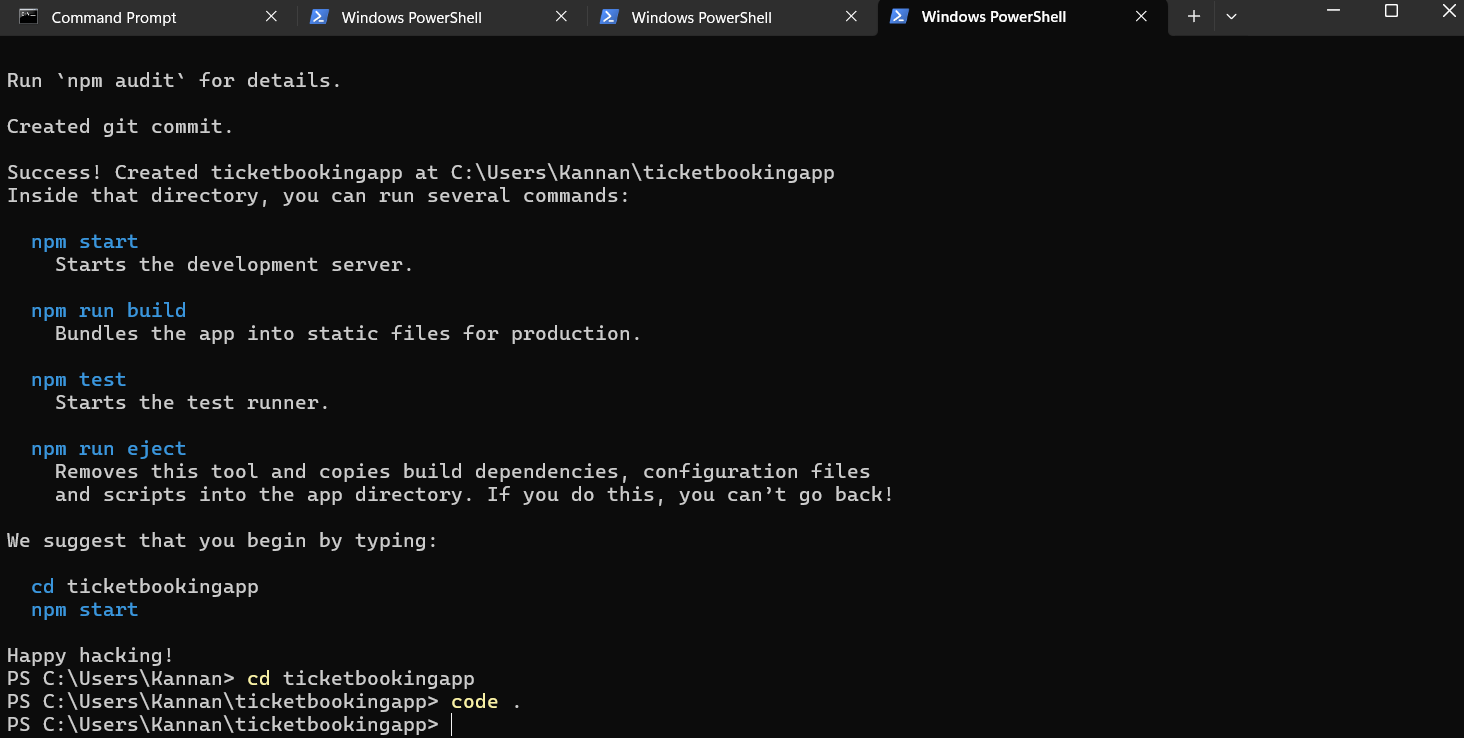 Command Prompt
Windows PowerShell
Windows PowerShell
Windows PowerShell
Run `npm audit` for details.
Created git commit.
Success! Created ticketbookingapp at C:\Users\Kannan\ticketbookingapp
Inside that directory, you can run several commands:
npm start
Starts the development server.
npm run build
Bundles the app into static files for production.
npm test
Starts the test runner.
npm run eject
Removes this tool and copies build dependencies, configuration files
and scripts into the app directory. If you do this, you can’t go back!
We suggest that you begin by typing:
cd ticketbookingapp
npm start
Happy hacking!
PS C:\Users\Kannan> cd ticketbookingapp
PS C:\Users\Kannan\ticketbookingapp> code .
PS C:\Users\Kannan\ticketbookingapp>